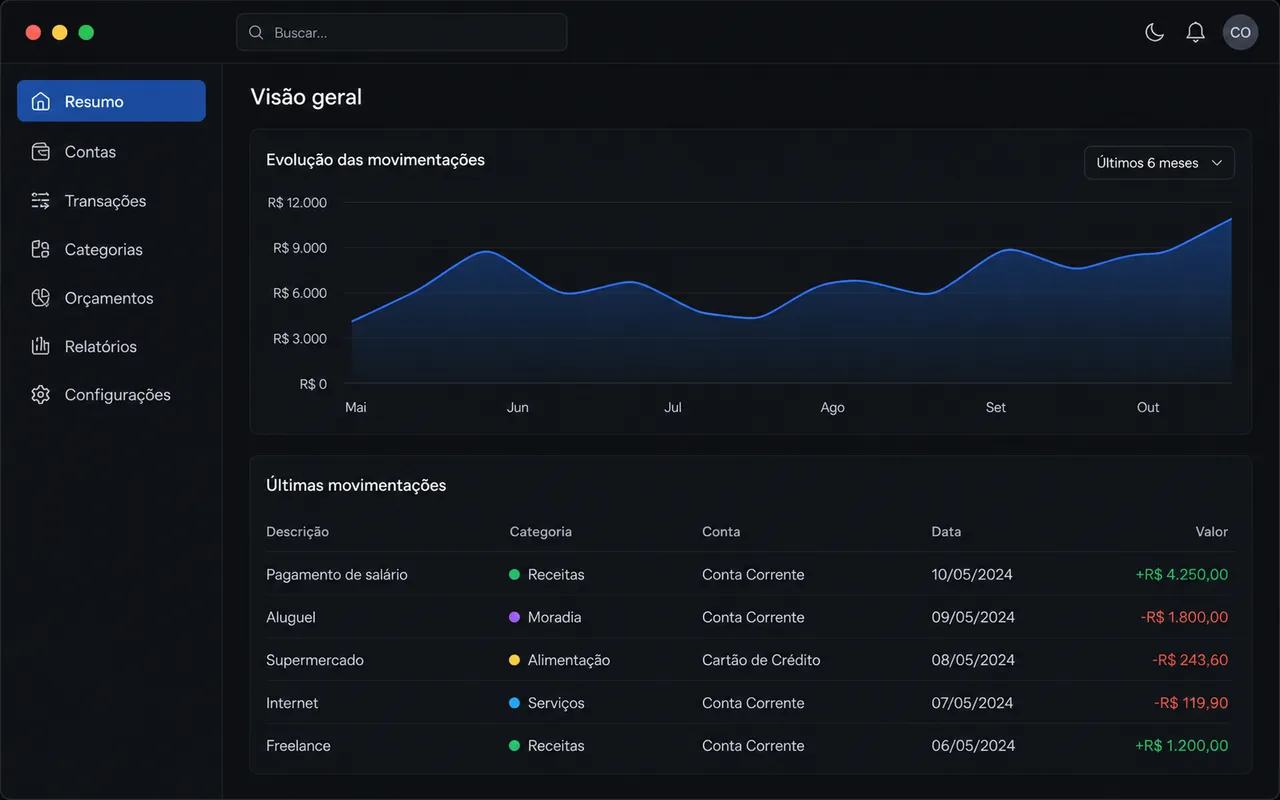 Buscar...
CO
Resumo
Contas
Transações
Categorias
Orçamentos
Relatórios
Configurações
Visão geral
Evolução das movimentações
Últimos 6 meses
R$ 12.000
R$ 9.000
R$ 6.000
R$ 3.000
R$ 0
Mai Jun Jul Ago Set Out
Últimas movimentações
Descrição Categoria Conta Data Valor
Pagamento de salário Receitas Conta Corrente 10/05/2024 +R$ 4.250,00
Aluguel Moradia Conta Corrente 09/05/2024 -R$ 1.800,00
Supermercado Alimentação Cartão de Crédito 08/05/2024 -R$ 243,60
Internet Serviços Conta Corrente 07/05/2024 -R$ 119,90
Freelance Receitas Conta Corrente 06/05/2024 +R$ 1.200,00